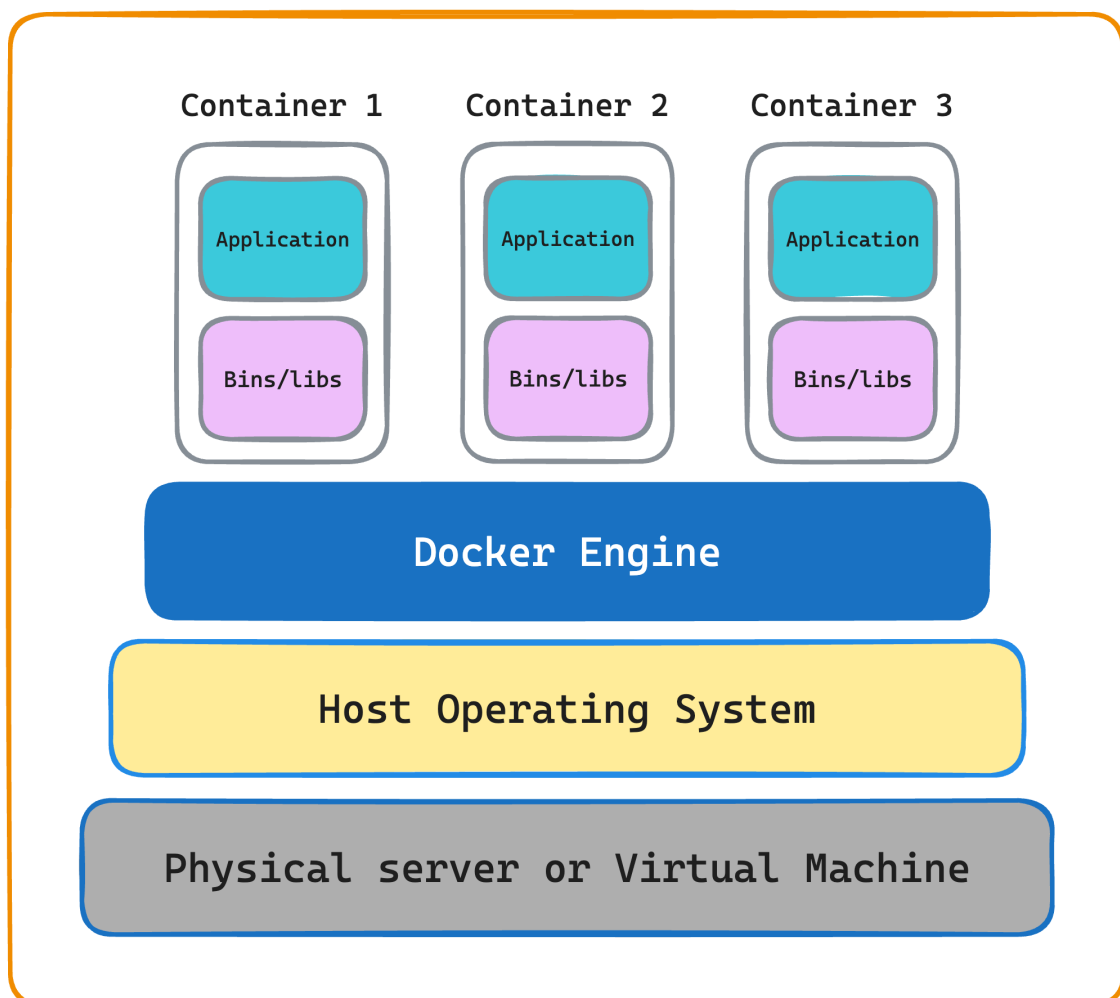 Container 1
Container 2
Container 3
Application
Application
Application
Bins/libs
Bins/libs
Bins/libs
Docker Engine
Host Operating System
Physical server or Virtual Machine